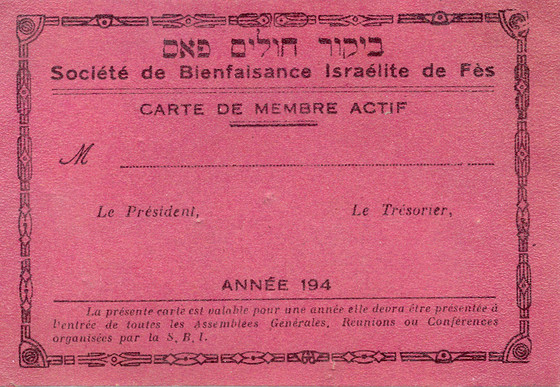 ביקור חולים פאס
Société de Bienfaisance Israélite de Fès
CARTE DE MEMBRE ACTIF
M
Le Président,
Le Trésorier,
ANNÉE 194
La présente carte est valable pour une année elle devra être présentée à
l'entrée de toutes les Assemblées Générales, Reunions ou Conférences
organisées par la S. B. I.